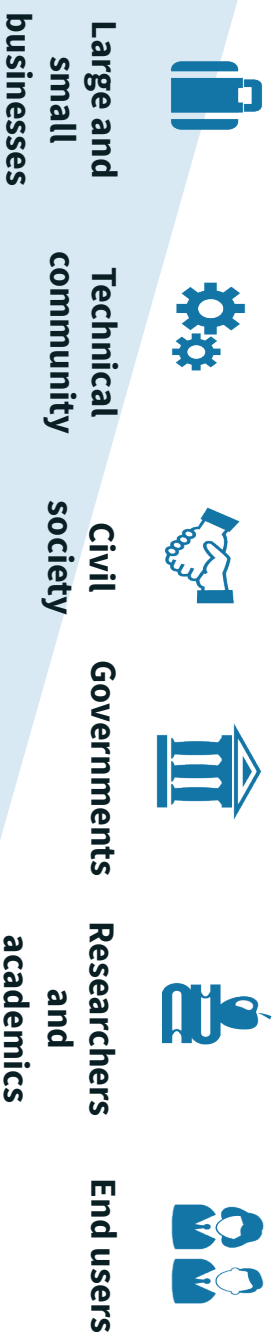 Large and
small
businesses
Technical
community
Civil
society
Governments
Researchers
and
academics
End users